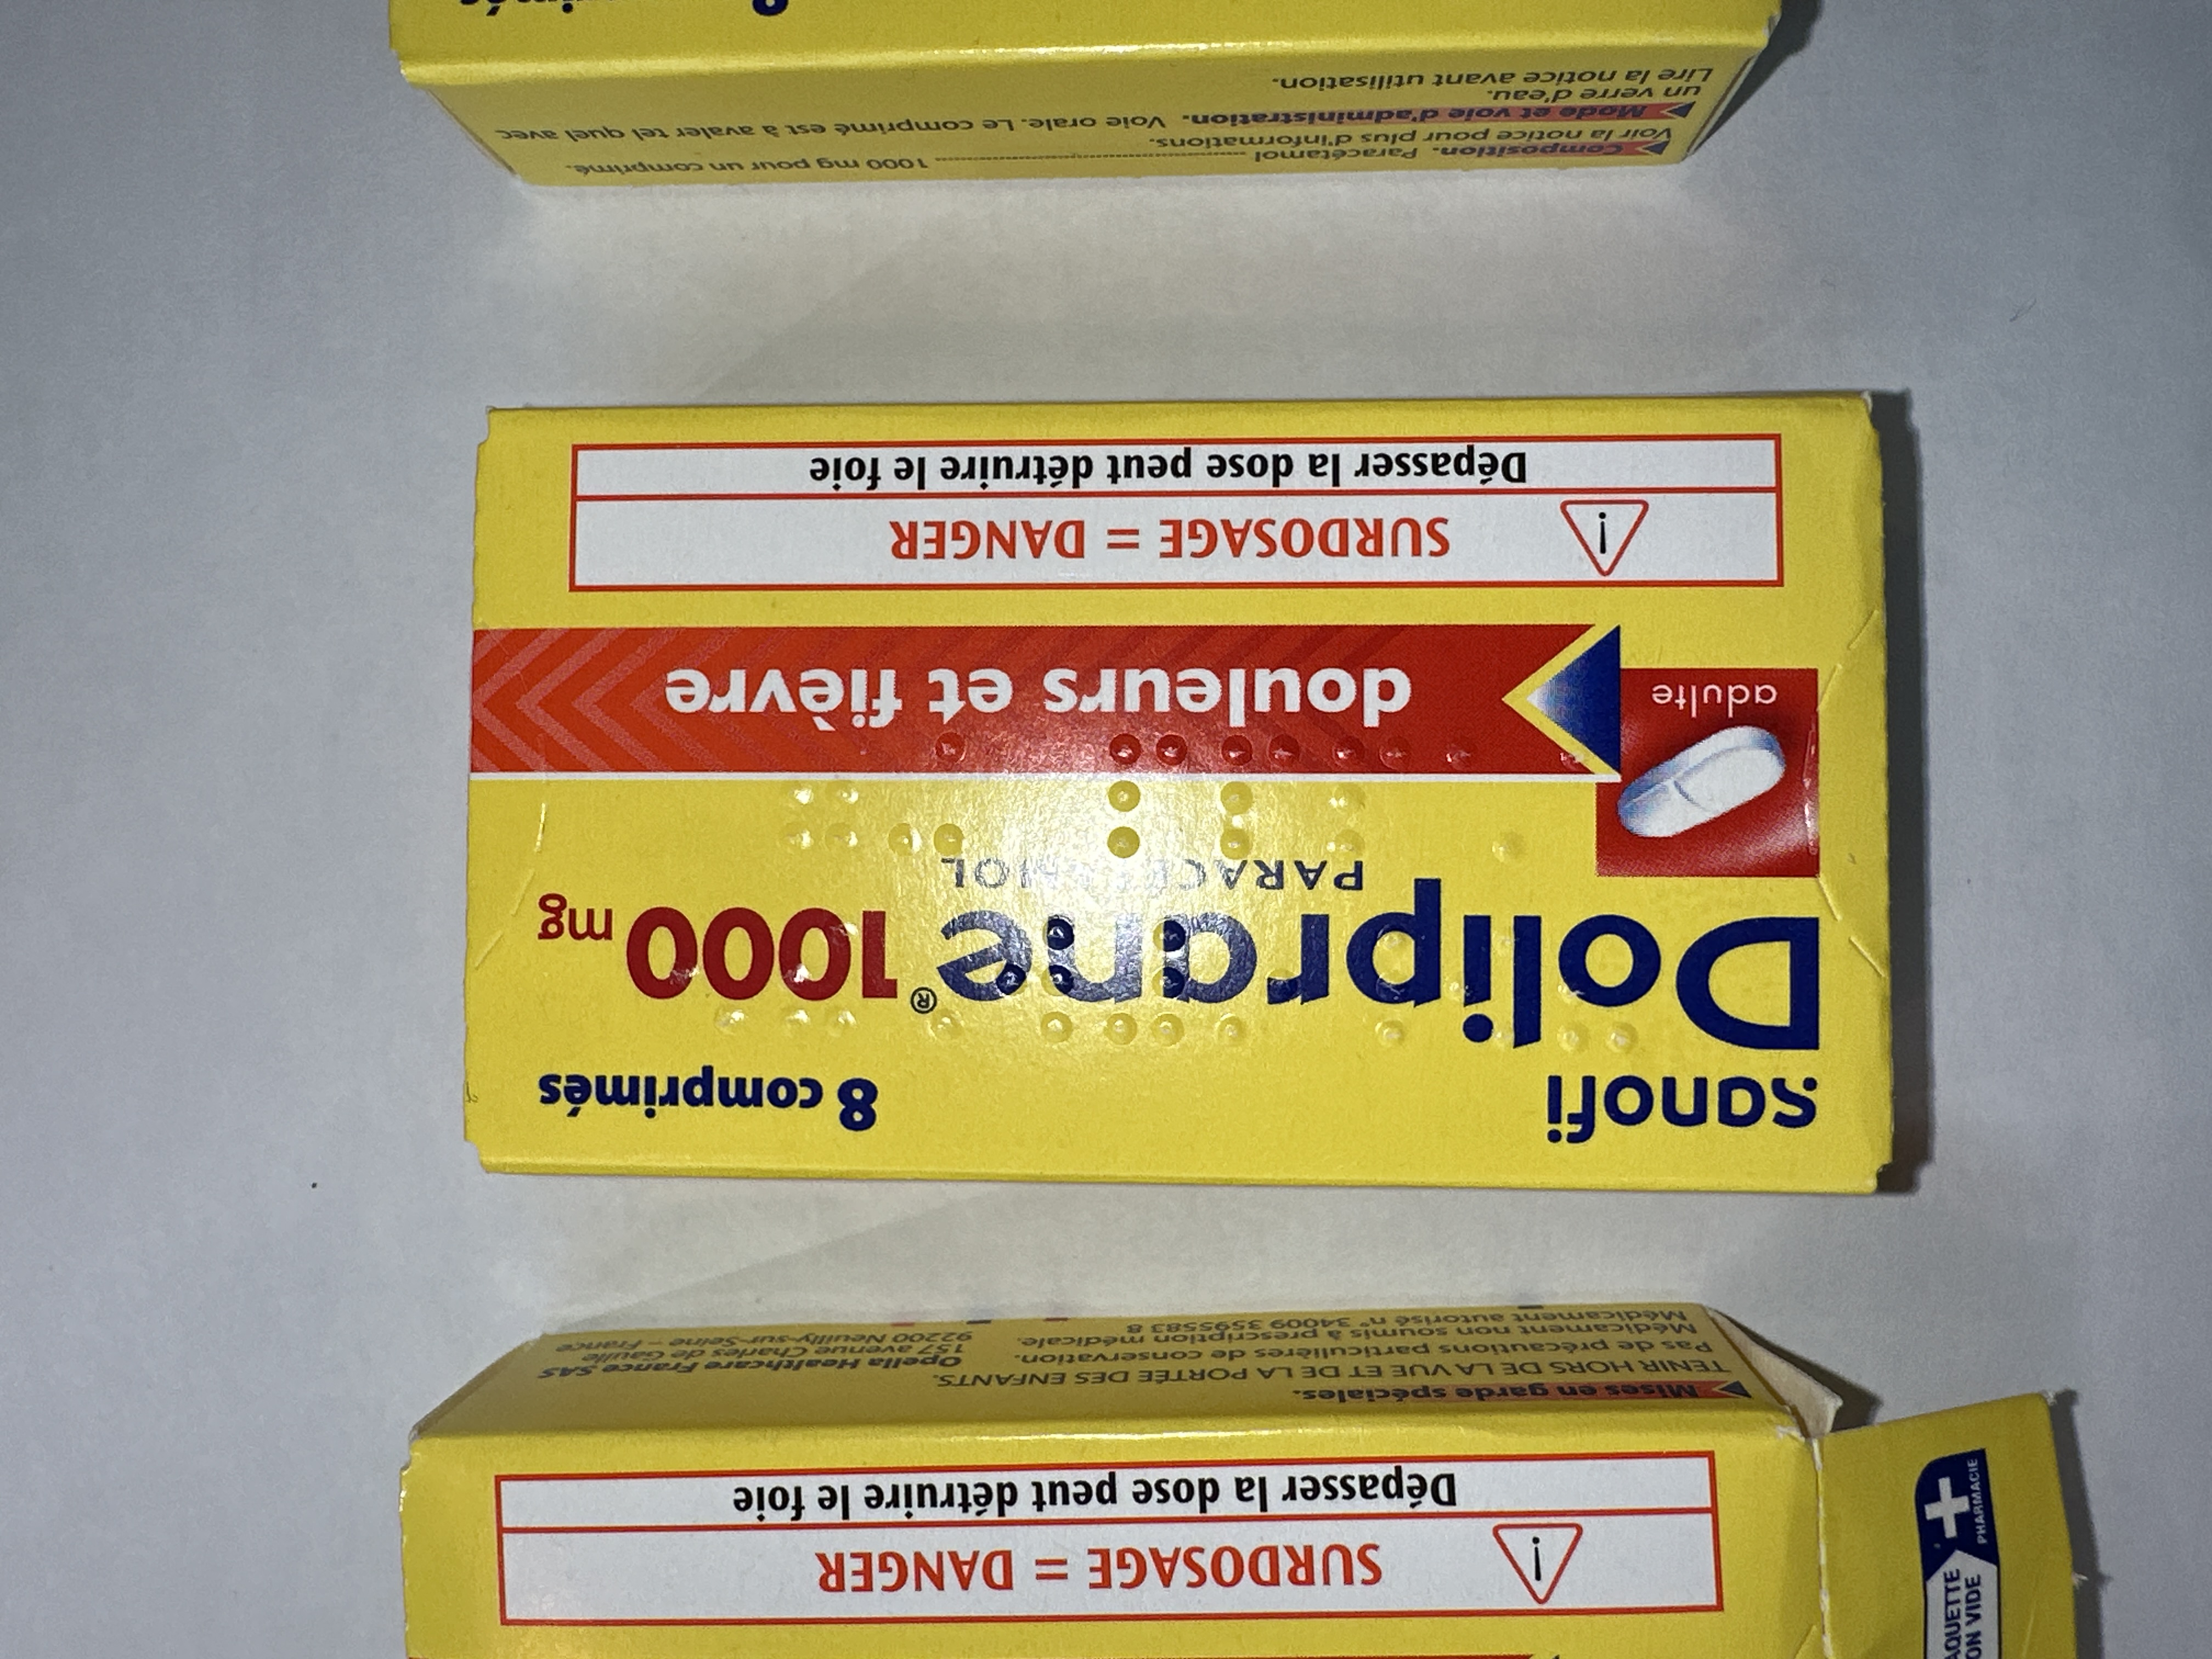 Composition. Paracétamol ........ 1000 mg pour un comprimé.
Voir la notice pour plus d'informations.
Mode et voie d'administration. Voie orale. Le comprimé est à avaler tel quel avec
un verre d'eau.
Lire la notice avant utilisation.
sanofi
8 comprimés
Doliprane® 1000 mg
PARACÉTAMOL
adulte
douleurs et fièvre
SURDOSAGE = DANGER
Dépasser la dose peut détruire le foie
SURDOSAGE = DANGER
Dépasser la dose peut détruire le foie
Mises en garde spéciales.
TENIR HORS DE LA VUE ET DE LA PORTÉE DES ENFANTS.
Pas de précautions particulières de conservation.
Médicament non soumis à prescription médicale.
Médicament autorisé n° 34009 3595583 8
Opella Healthcare France SAS
157 avenue Charles de Gaulle
92200 Neuilly-sur-Seine – France
PHARMACIE